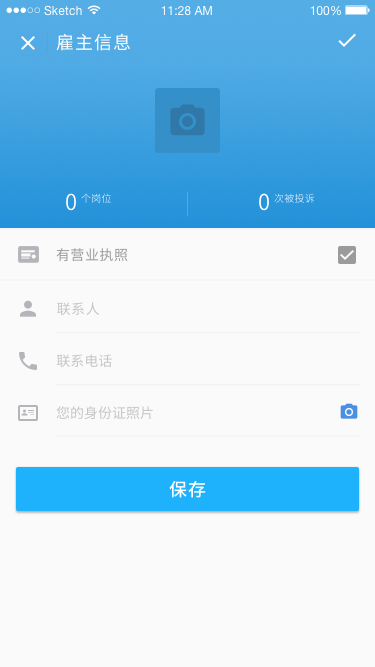 Sketch 11:28 AM 100%
雇主信息
0 个岗位 0 次被投诉
有营业执照
联系人
联系电话
您的身份证照片
保存